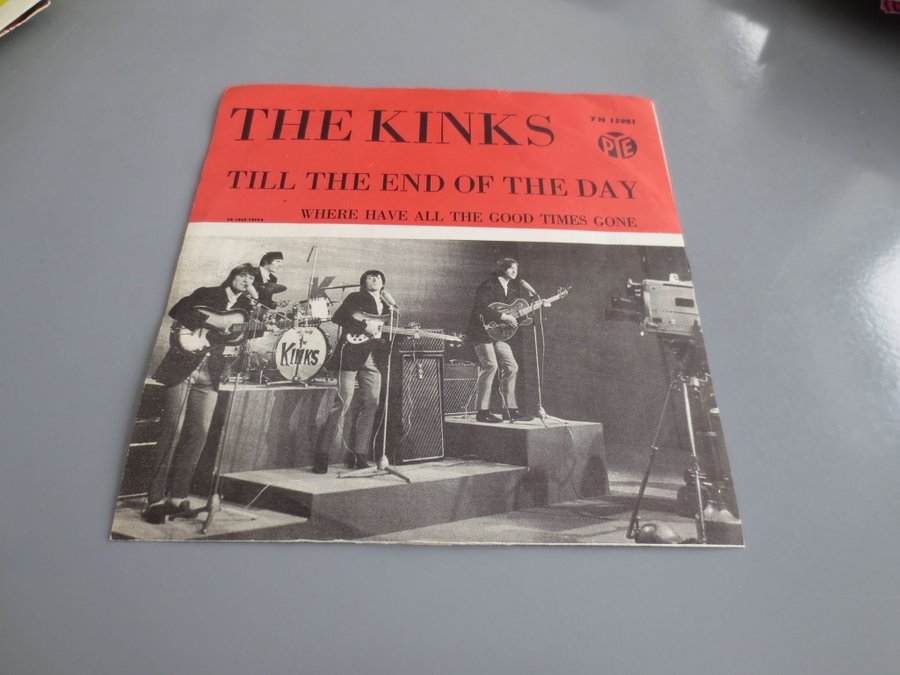 THE KINKS
7 N 15981
PYE
TILL THE END OF THE DAY
WHERE HAVE ALL THE GOOD TIMES GONE
The
KINKS